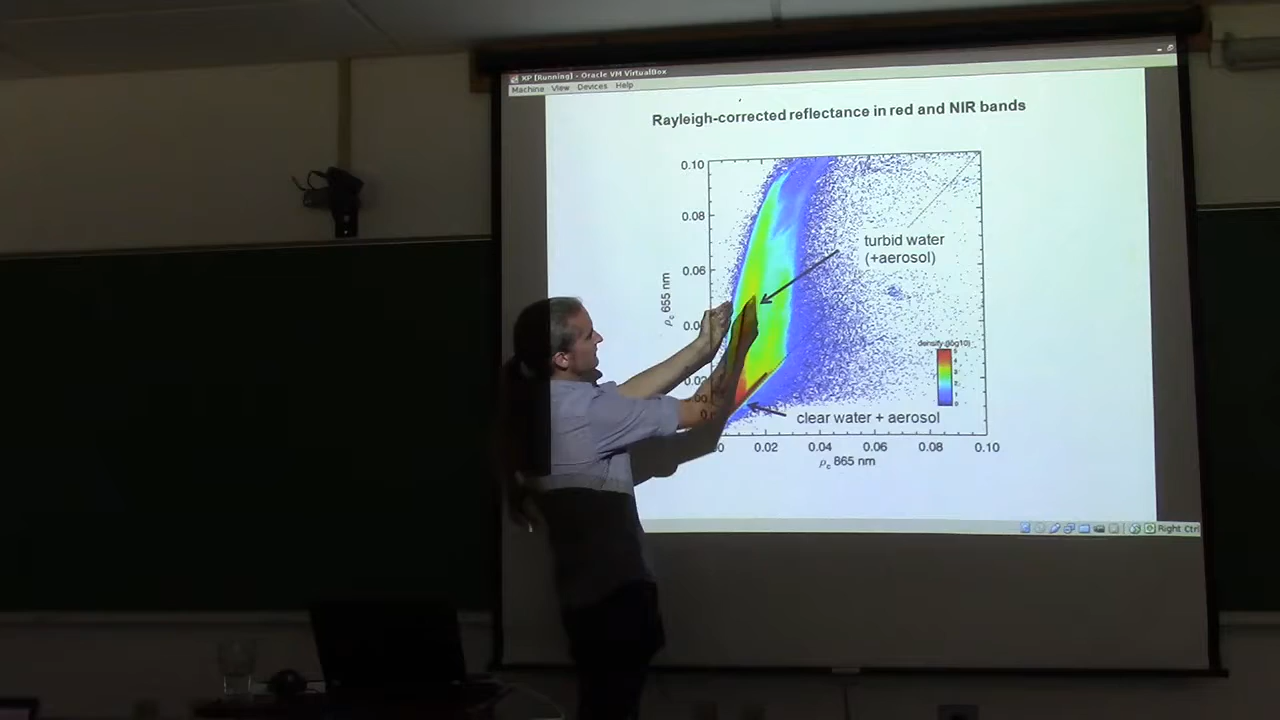 XP [Running] - Oracle VM VirtualBox
Machine View Devices Help
Rayleigh-corrected reflectance in red and NIR bands
0.10
0.08
0.06
ρc 655 nm
turbid water
(+aerosol)
density (log10)
clear water + aerosol
0.02 0.04 0.06 0.08 0.10
ρc 865 nm
Right Ctrl